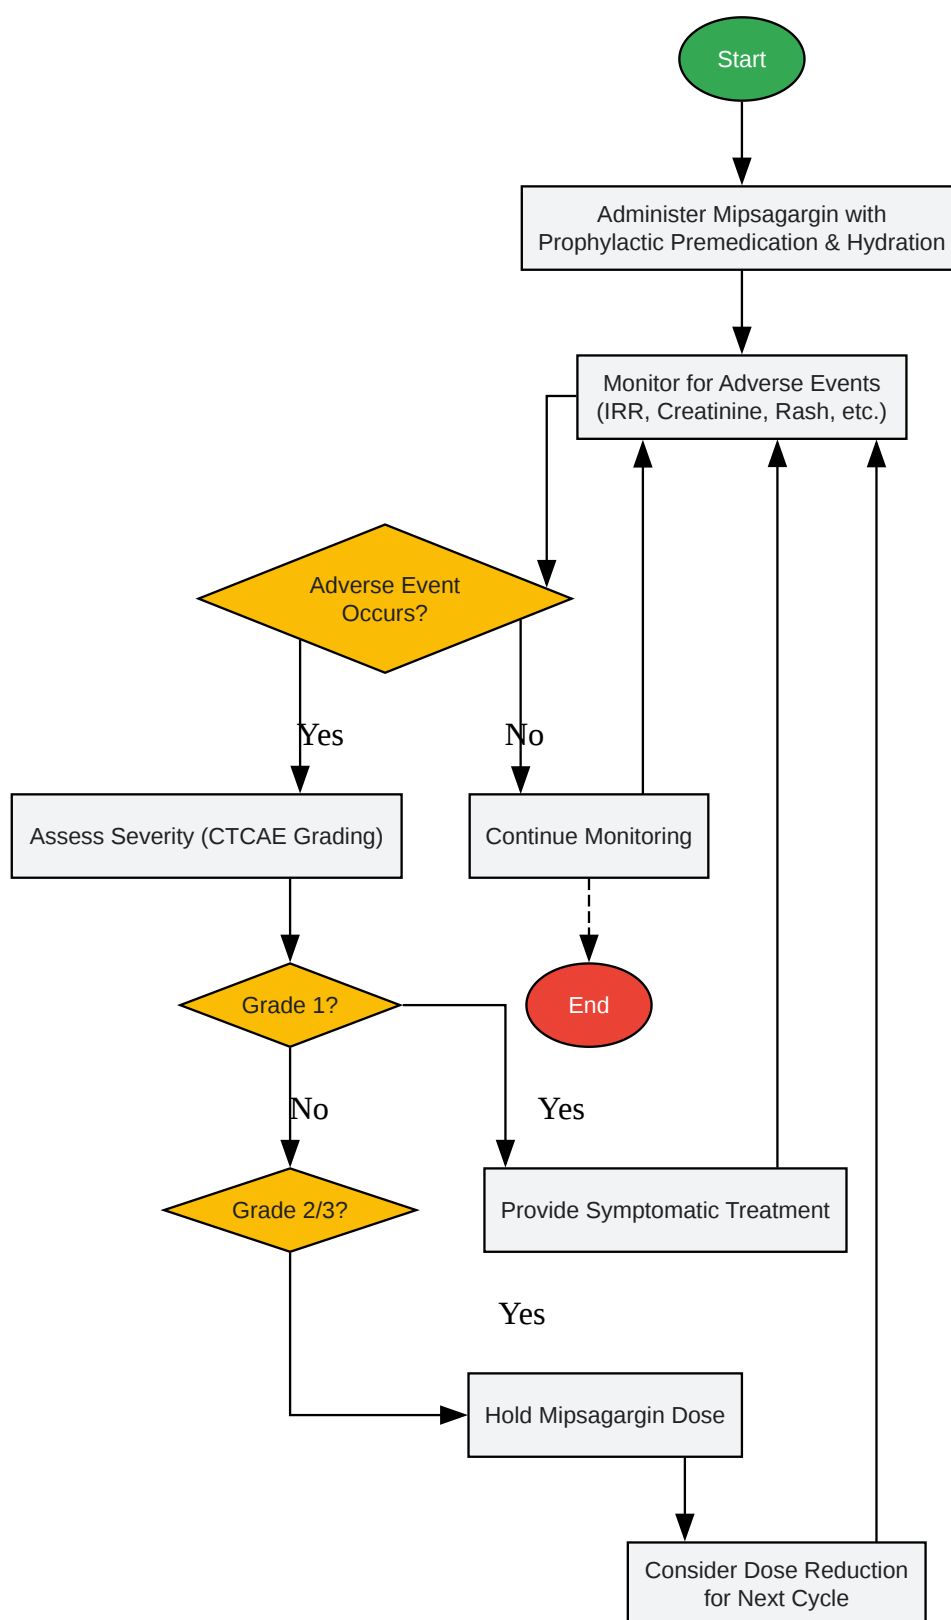 Start
Administer Mipsagargin with
Prophylactic Premedication & Hydration
Monitor for Adverse Events
(IRR, Creatinine, Rash, etc.)
Adverse Event
Occurs?
Yes
No
Assess Severity (CTCAE Grading)
Continue Monitoring
Grade 1?
End
No
Yes
Grade 2/3?
Provide Symptomatic Treatment
Yes
Hold Mipsagargin Dose
Consider Dose Reduction
for Next Cycle